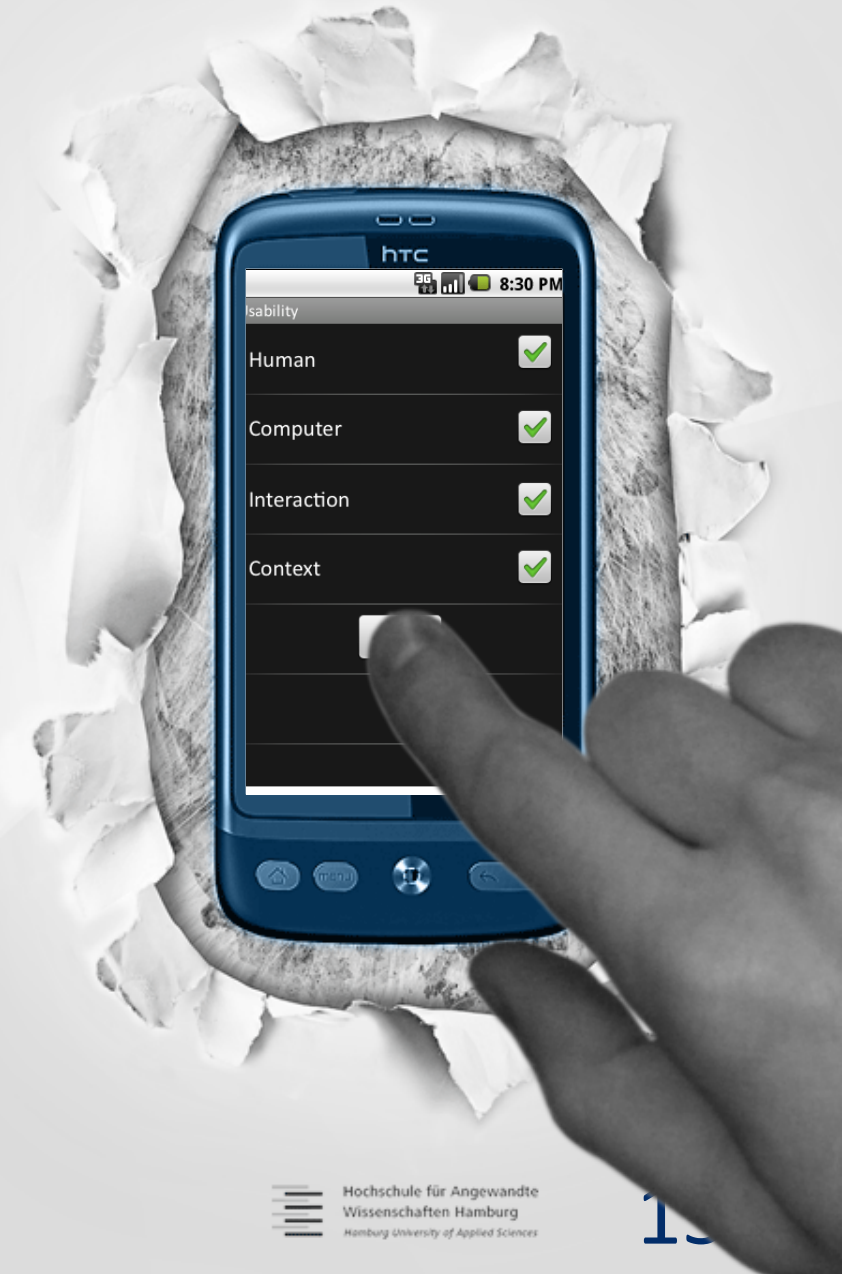 hTC
3G
8:30 PM
sability
Human
Computer
Interaction
Context
menu
Hochschule für Angewandte
Wissenschaften Hamburg
Hamburg University of Applied Sciences